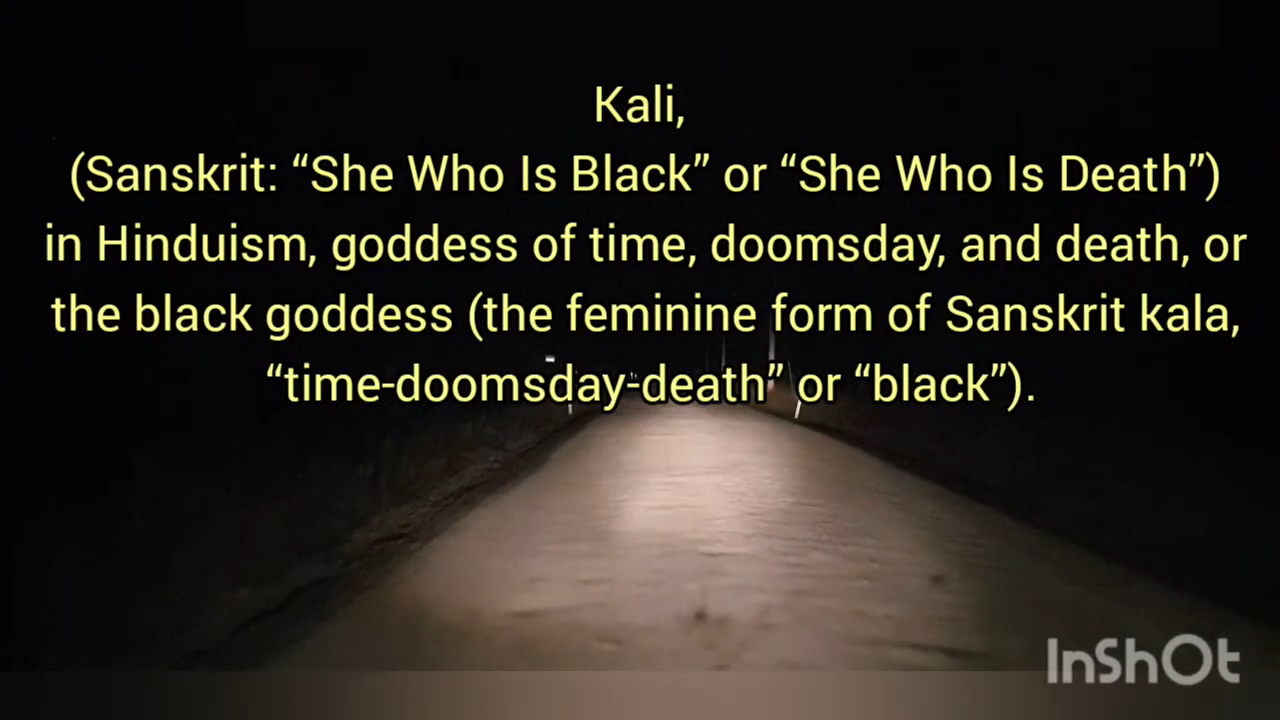 Kali,
(Sanskrit: “She Who Is Black” or “She Who Is Death”)
in Hinduism, goddess of time, doomsday, and death, or
the black goddess (the feminine form of Sanskrit kala,
“time-doomsday-death” or “black”).
InShOt